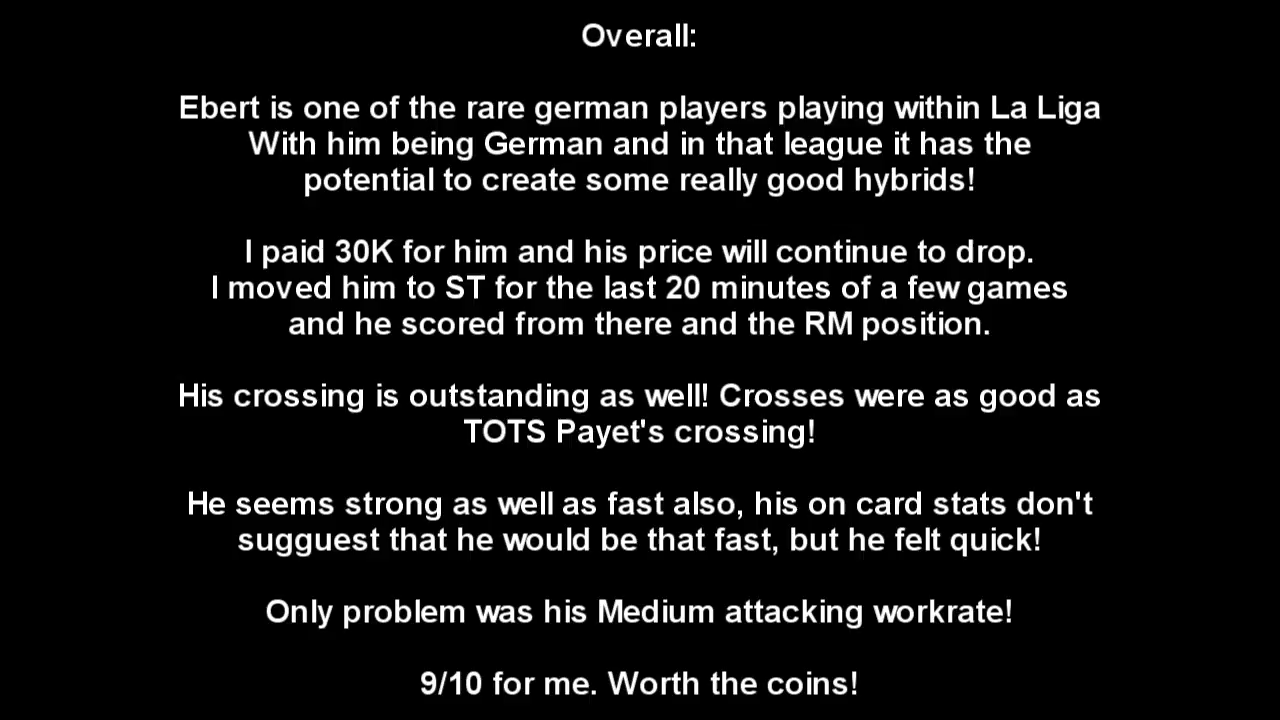 Overall:
Ebert is one of the rare german players playing within La Liga
With him being German and in that league it has the
potential to create some really good hybrids!
I paid 30K for him and his price will continue to drop.
I moved him to ST for the last 20 minutes of a few games
and he scored from there and the RM position.
His crossing is outstanding as well! Crosses were as good as
TOTS Payet's crossing!
He seems strong as well as fast also, his on card stats don't
sugguest that he would be that fast, but he felt quick!
Only problem was his Medium attacking workrate!
9/10 for me. Worth the coins!